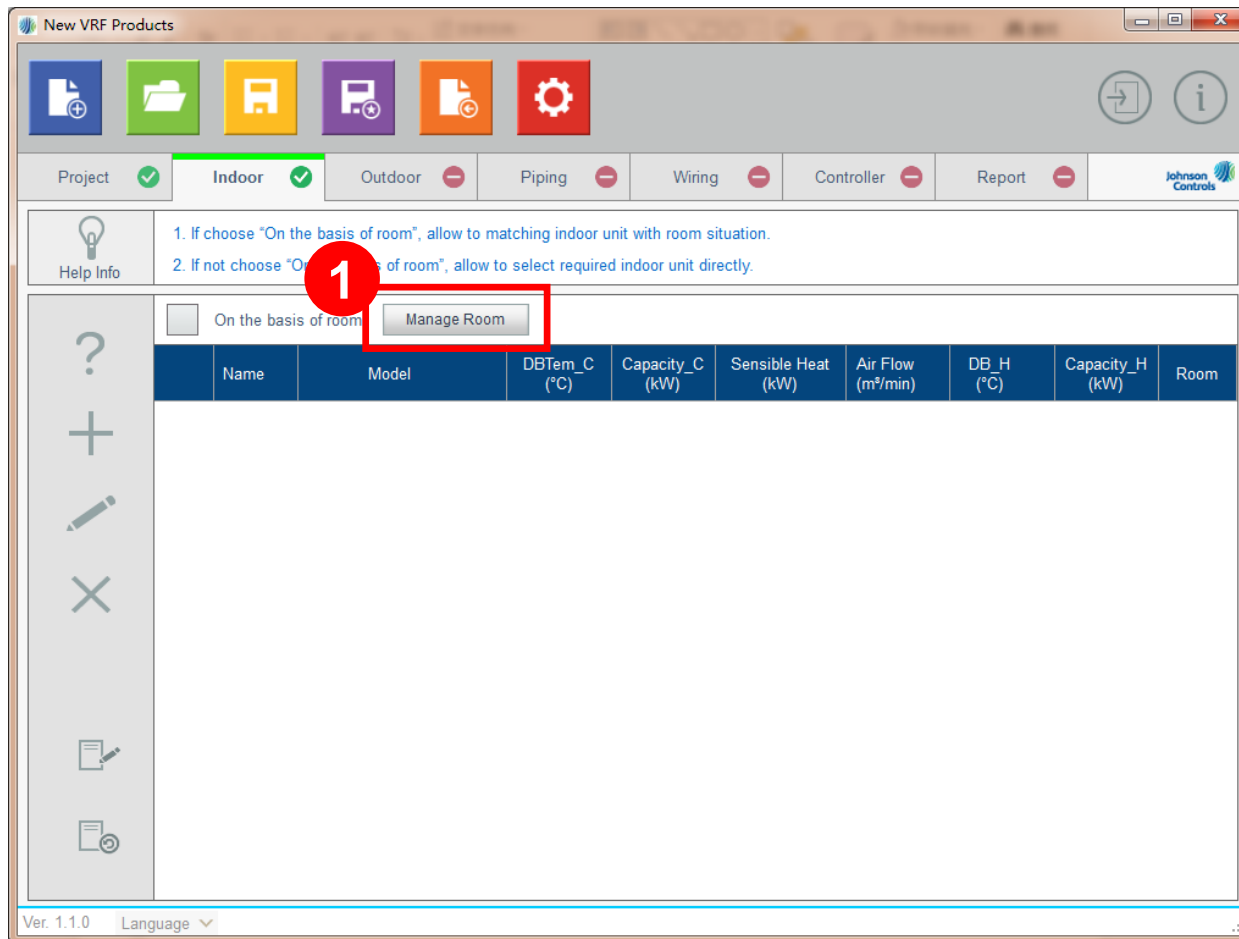 New VRF Products
Project
Indoor
Outdoor
Piping
Wiring
Controller
Report
Johnson
Controls
Help Info
1. If choose “On the basis of room”, allow to matching indoor unit with room situation.
2. If not choose “O s of room”, allow to select required indoor unit directly.
1
On the basis of room
Manage Room
Name
Model
DBTem_C
(°C)
Capacity_C
(kW)
Sensible Heat
(kW)
Air Flow
(m³/min)
DB_H
(°C)
Capacity_H
(kW)
Room
Ver. 1.1.0
Language